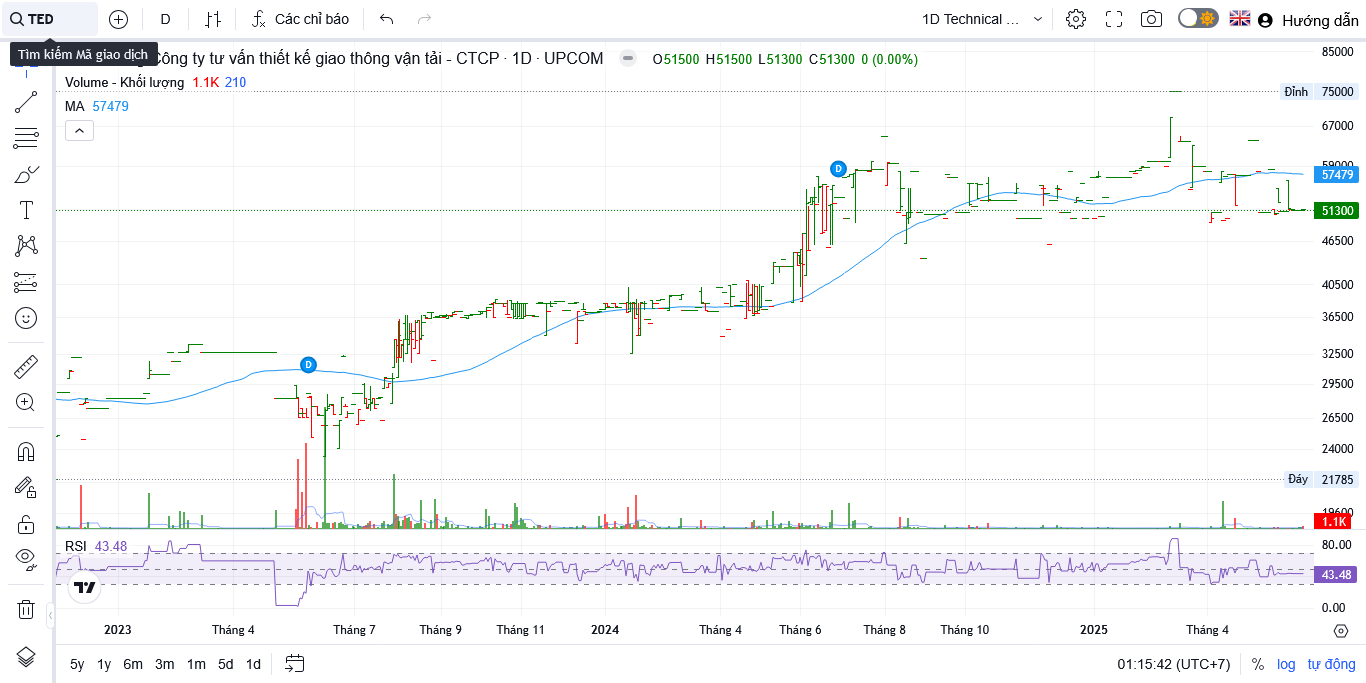 TED
D
Các chỉ báo
1D Technical ...
Hướng dẫn
Tìm kiếm Mã giao dịch
Công ty tư vấn thiết kế giao thông vận tải - CTCP · 1D · UPCOM
O51500 H51500 L51300 C51300 0 (0.00%)
Volume - Khối lượng 1.1K 210
MA 57479
85000
Đỉnh 75000
67000
59000
57479
51300
46500
40500
36500
32500
29500
26500
24000
Đáy 21785
19600
1.1K
D
D
RSI 43.48
80.00
43.48
0.00
2023 Tháng 4 Tháng 7 Tháng 9 Tháng 11 2024 Tháng 4 Tháng 6 Tháng 8 Tháng 10 2025 Tháng 4
5y 1y 6m 3m 1m 5d 1d
01:15:42 (UTC+7) % log tự động